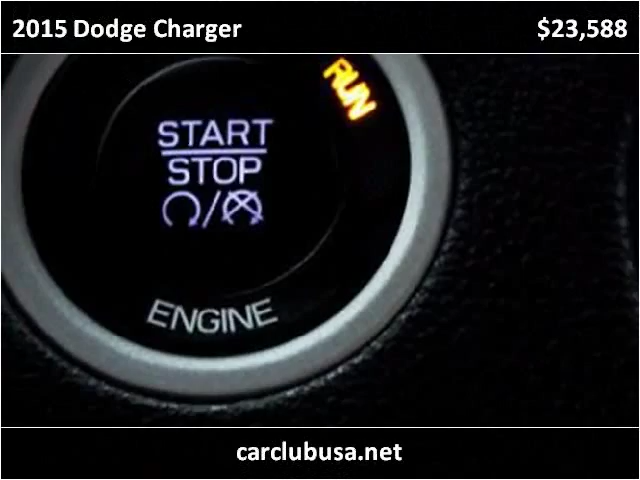 2015 Dodge Charger $23,588
RUN
START
STOP
ENGINE
carclubusa.net